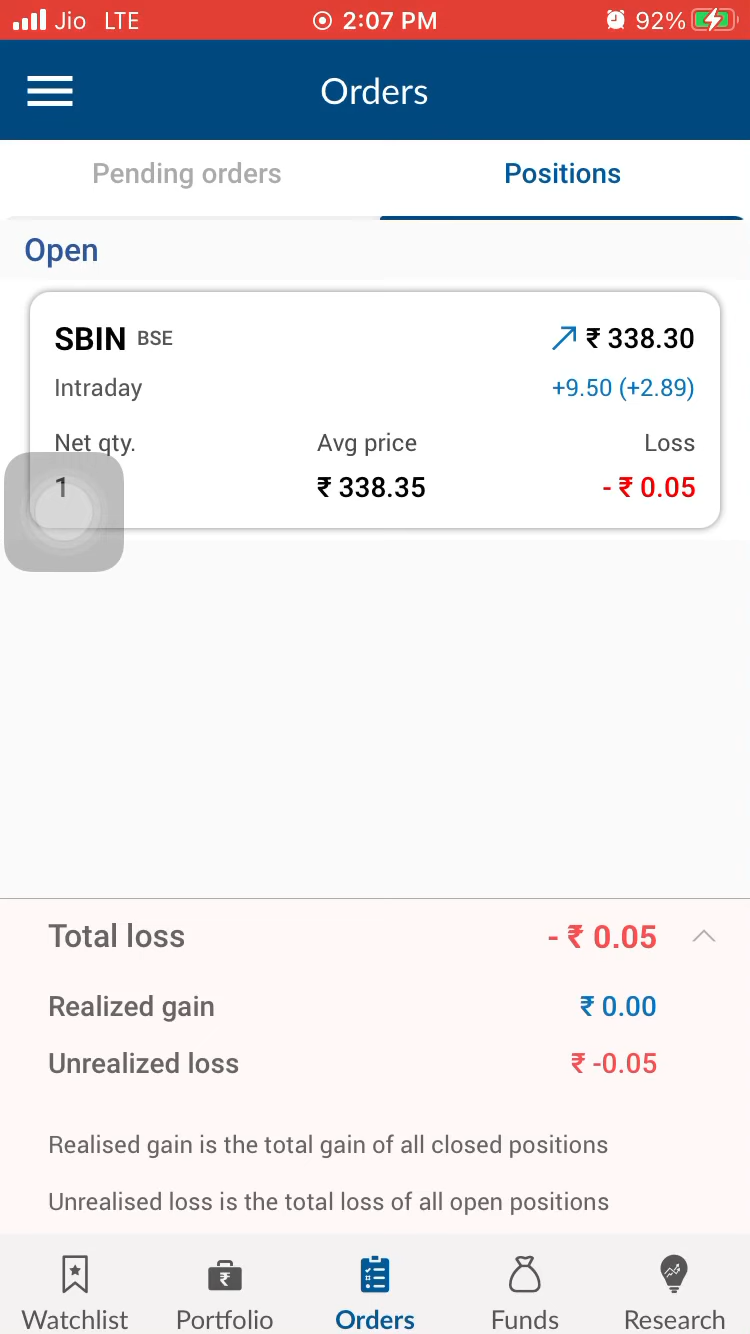 Jio LTE 2:07 PM 92%
Orders
Pending orders Positions
Open
SBIN BSE ₹ 338.30
Intraday +9.50 (+2.89)
Net qty. Avg price Loss
1 ₹ 338.35 - ₹ 0.05
Total loss - ₹ 0.05
Realized gain ₹ 0.00
Unrealized loss ₹ -0.05
Realised gain is the total gain of all closed positions
Unrealised loss is the total loss of all open positions
Watchlist Portfolio Orders Funds Research